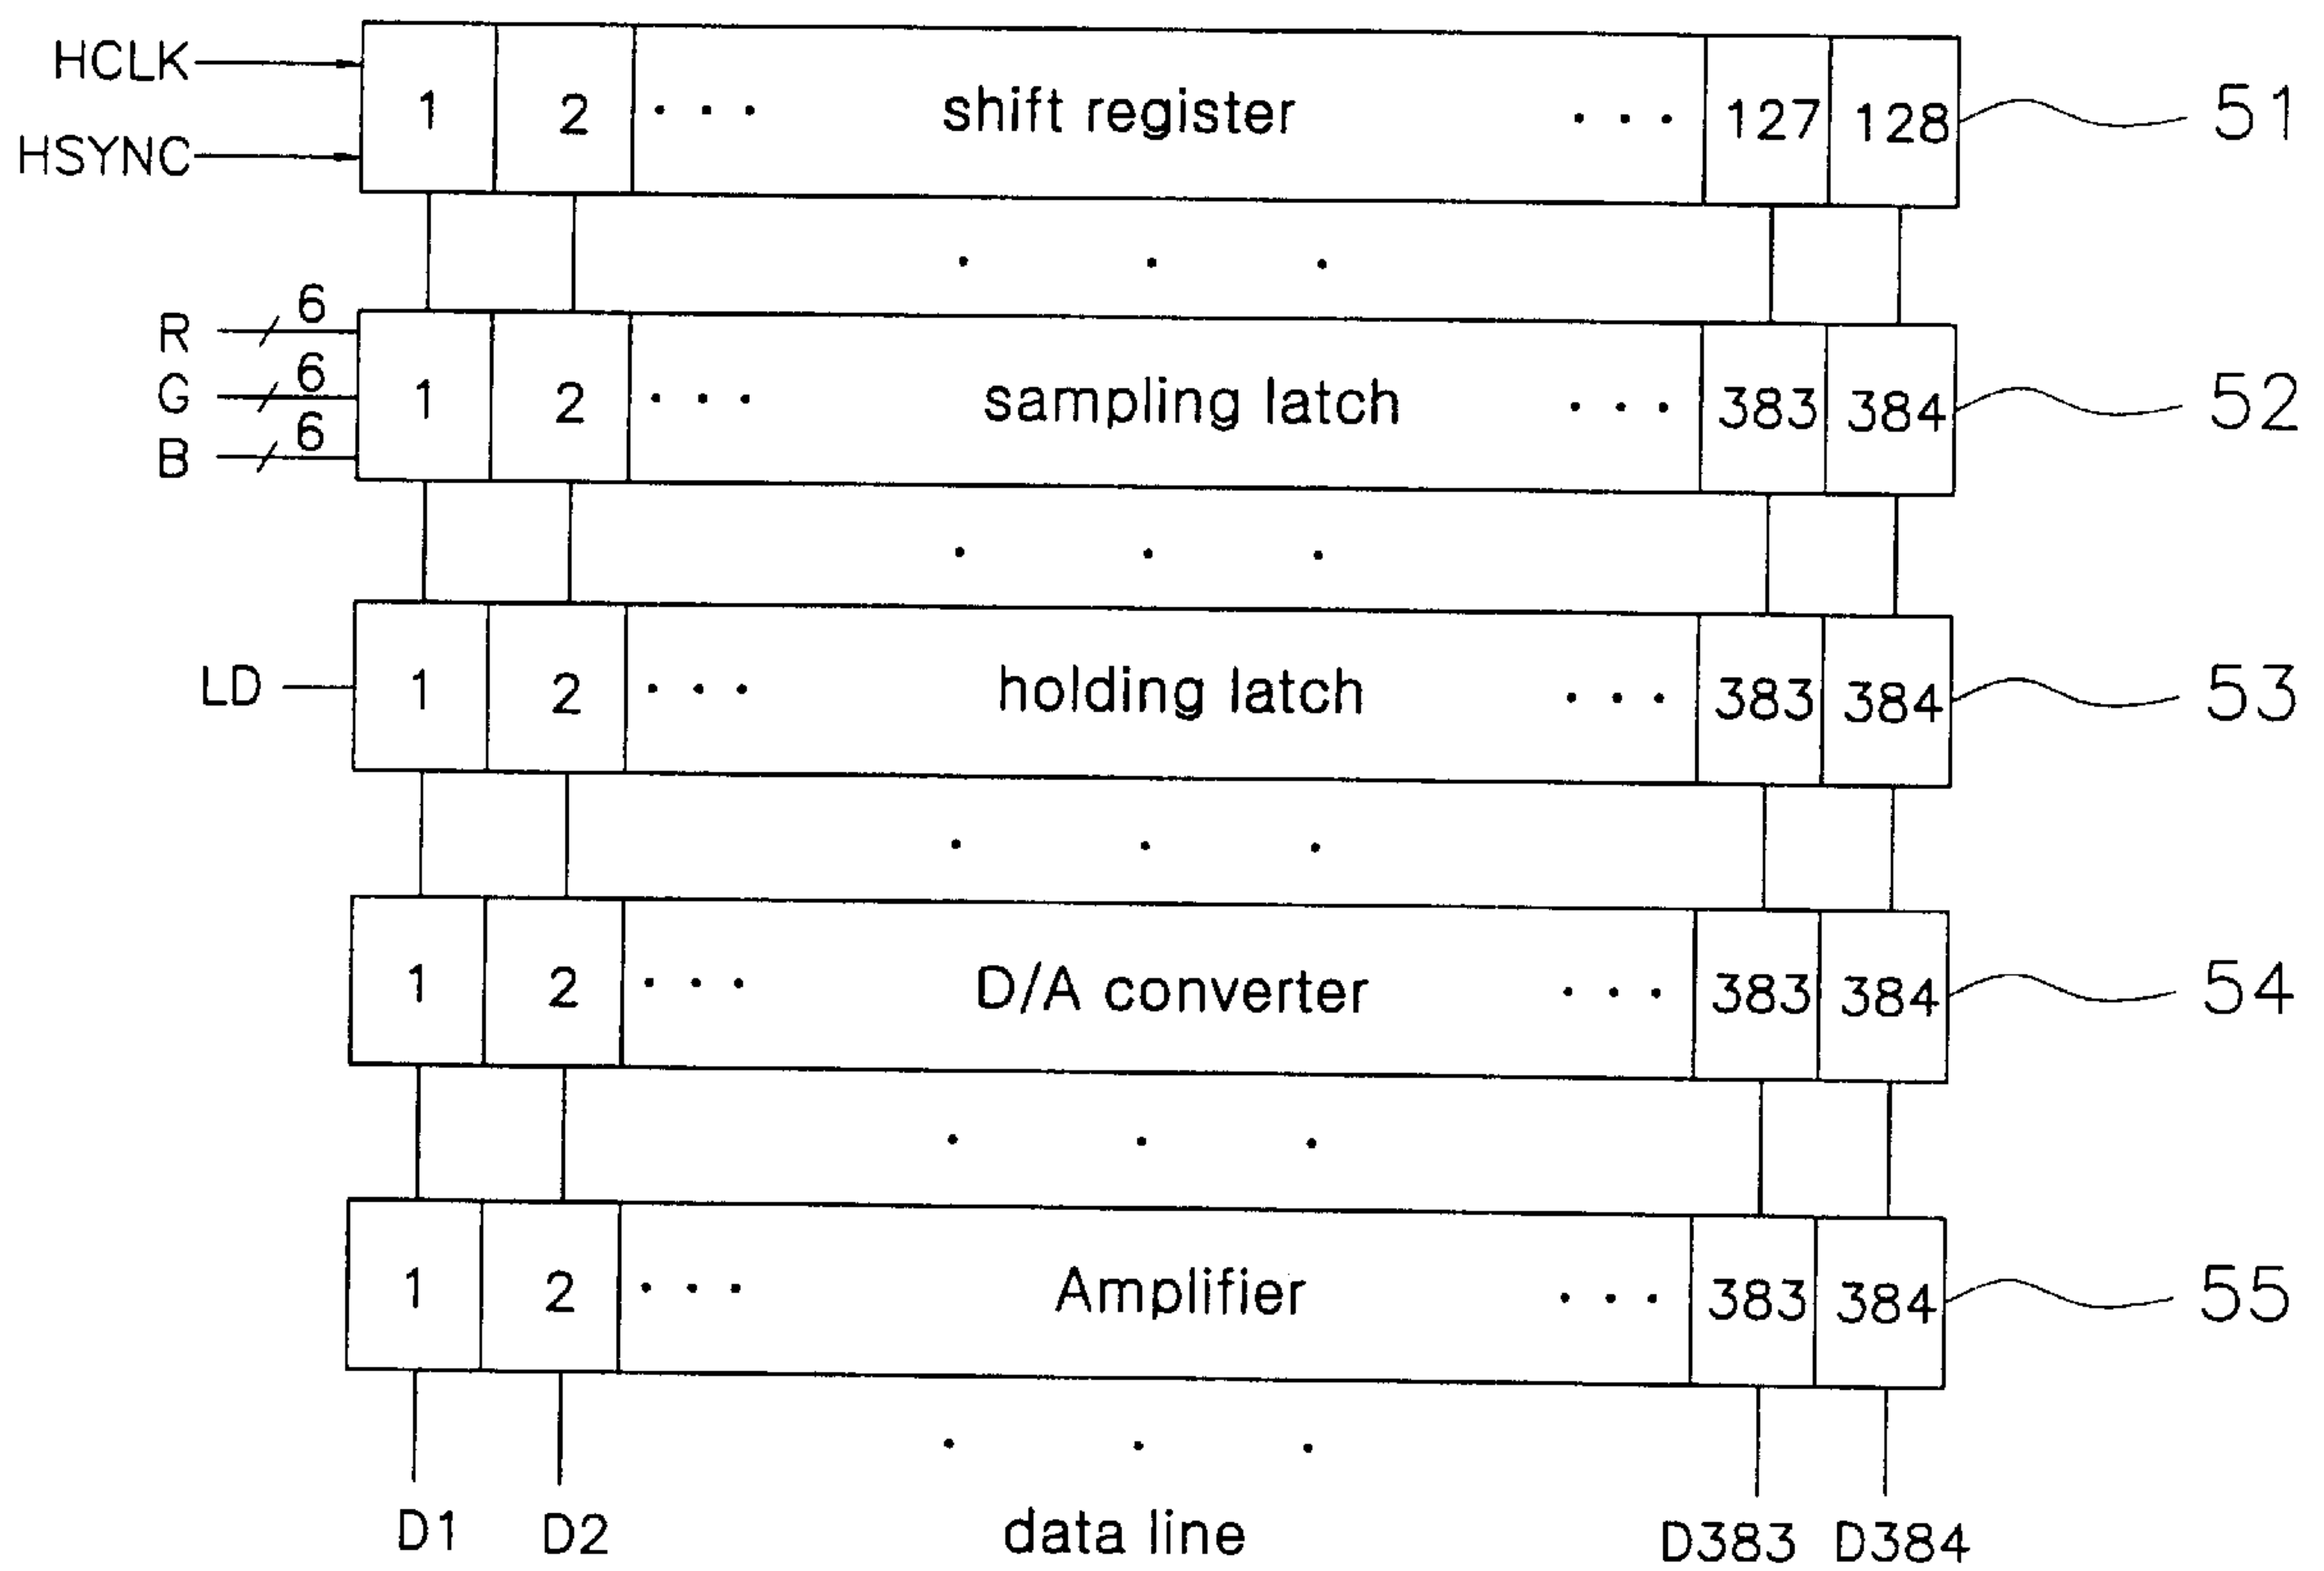 HCLK
HSYNC
1 2 ... shift register ... 127 128
51
R 6
G 6
B 6
1 2 ... sampling latch ... 383 384
52
LD
1 2 ... holding latch ... 383 384
53
1 2 ... D/A converter ... 383 384
54
1 2 ... Amplifier ... 383 384
55
D1 D2 data line D383 D384